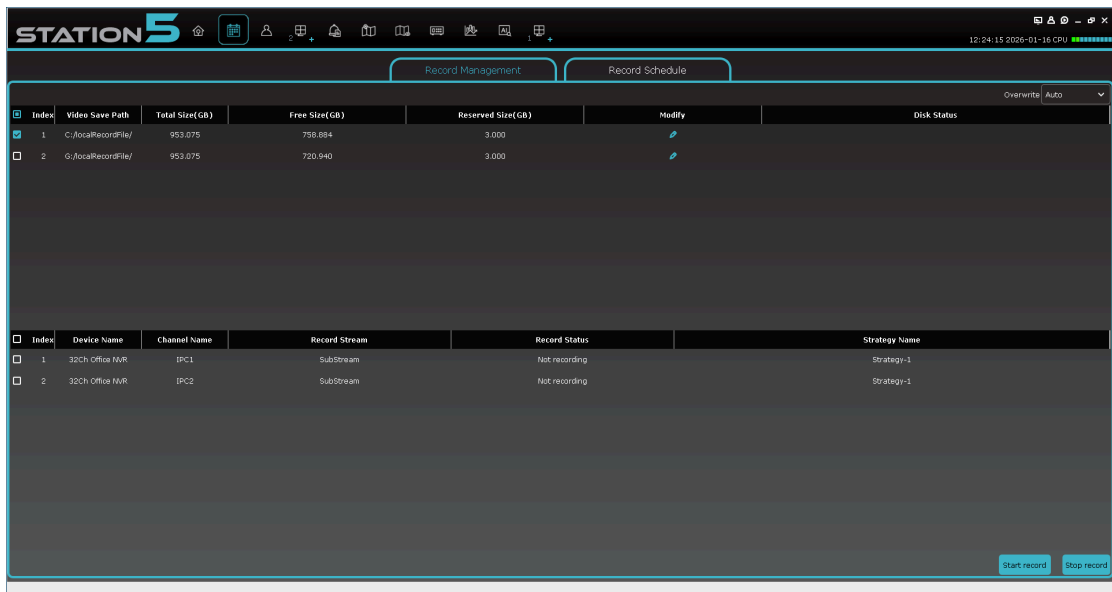 STATION5
2 + 1 +
12:24:15 2026-01-16 CPU
Record Management Record Schedule
Overwrite Auto
Index Video Save Path Total Size(GB) Free Size(GB) Reserved Size(GB) Modify Disk Status
1 C:/localRecordFile/ 953.075 758.884 3.000
2 G:/localRecordFile/ 953.075 720.940 3.000
Index Device Name Channel Name Record Stream Record Status Strategy Name
1 32Ch Office NVR IPC1 SubStream Not recording Strategy-1
2 32Ch Office NVR IPC2 SubStream Not recording Strategy-1
Start record Stop record